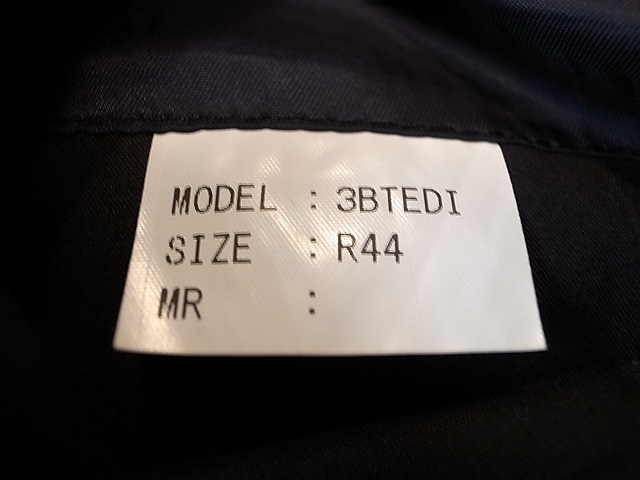 MODEL : 3BTEDI
SIZE : R44
MR :